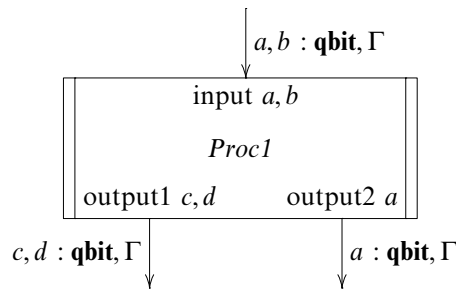 a, b : qbit, Γ
input a, b
Proc1
output1 c, d output2 a
c, d : qbit, Γ a : qbit, Γ